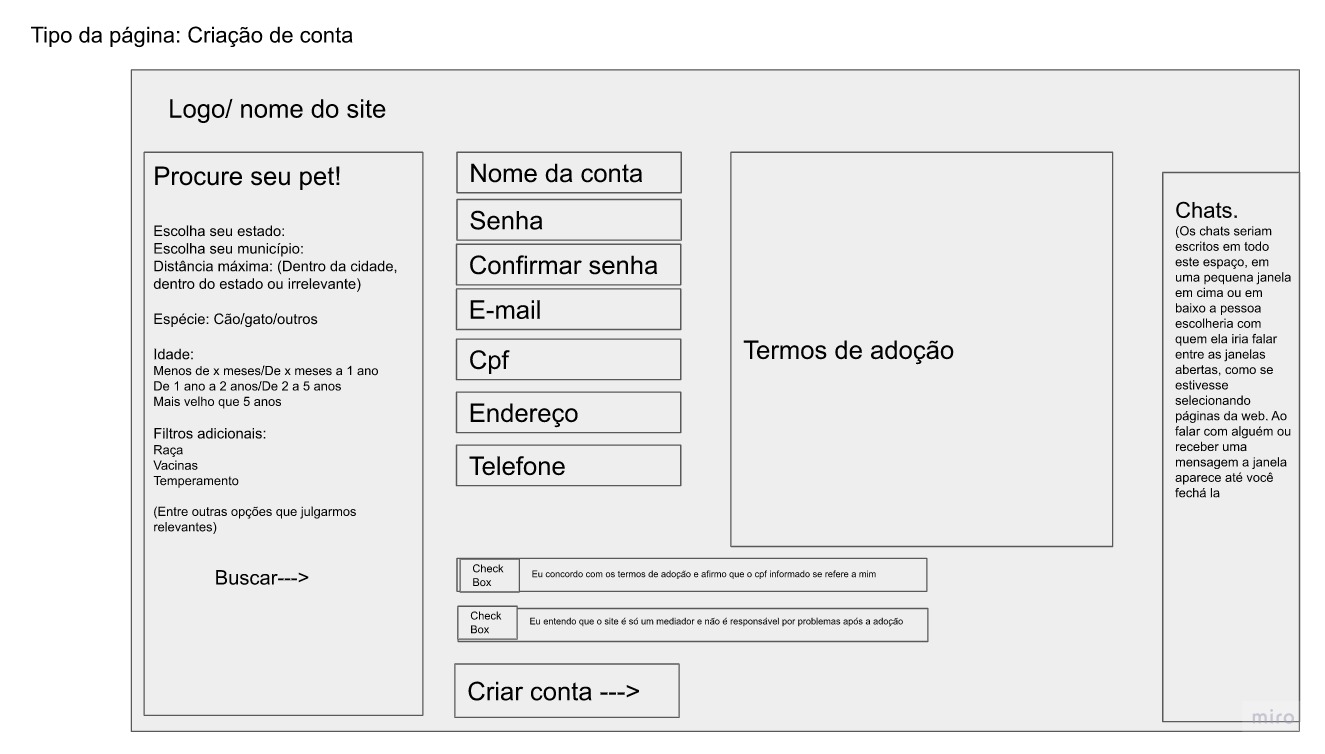 Tipo da página: Criação de conta
Logo/ nome do site
Procure seu pet!
Escolha seu estado:
Escolha seu município:
Distância máxima: (Dentro da cidade,
dentro do estado ou irrelevante)
Espécie: Cão/gato/outros
Idade:
Menos de x meses/De x meses a 1 ano
De 1 ano a 2 anos/De 2 a 5 anos
Mais velho que 5 anos
Filtros adicionais:
Raça
Vacinas
Temperamento
(Entre outras opções que julgarmos
relevantes)
Buscar--->
Nome da conta
Senha
Confirmar senha
E-mail
Cpf
Endereço
Telefone
Termos de adoção
Check
Box
Eu concordo com os termos de adoção e afirmo que o cpf informado se refere a mim
Check
Box
Eu entendo que o site é só um mediador e não é responsável por problemas após a adoção
Criar conta --->
Chats.
(Os chats seriam
escritos em todo
este espaço, em
uma pequena janela
em cima ou em
baixo a pessoa
escolheria com
quem ela iria falar
entre as janelas
abertas, como se
estivesse
selecionando
páginas da web. Ao
falar com alguém ou
receber uma
mensagem a janela
aparece até você
fechá la
miro